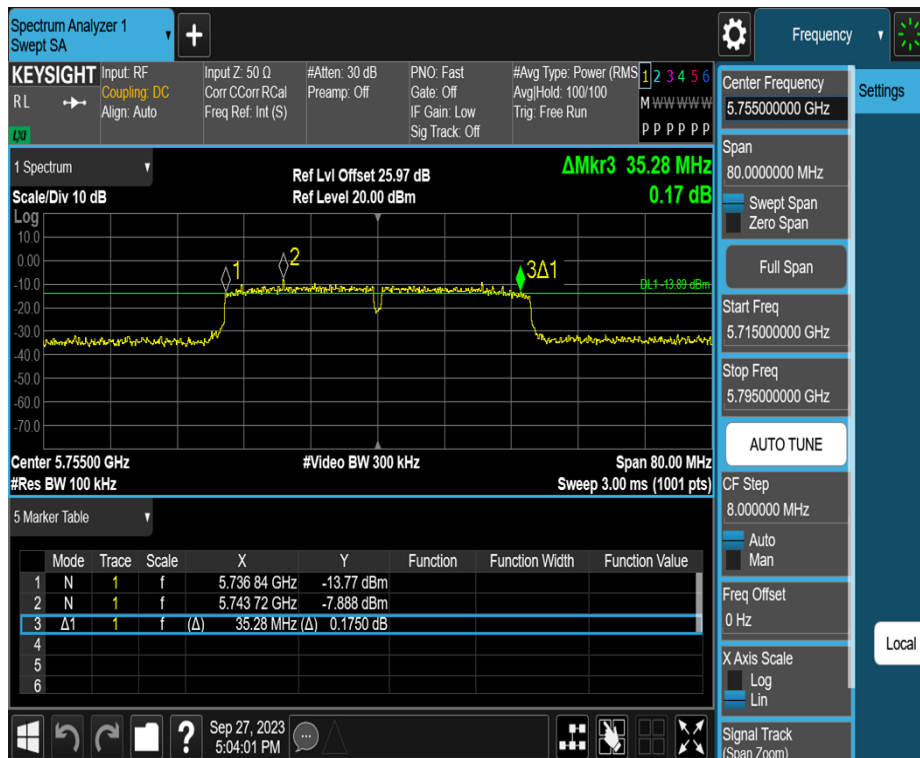 Spectrum Analyzer 1
Swept SA
+
Frequency
KEYSIGHT
RL
LXI
Input: RF
Coupling: DC
Align: Auto
Input Z: 50 Ω
Corr CCorr RCal
Freq Ref: Int (S)
#Atten: 30 dB
Preamp: Off
PNO: Fast
Gate: Off
IF Gain: Low
Sig Track: Off
#Avg Type: Power (RMS
Avg|Hold: 100/100
Trig: Free Run
1 2 3 4 5 6
M W W W W W
P P P P P P
1 Spectrum
Scale/Div 10 dB
Ref Lvl Offset 25.97 dB
Ref Level 20.00 dBm
ΔMkr3 35.28 MHz
0.17 dB
Log
10.0
0.00
-10.0
-20.0
-30.0
-40.0
-50.0
-60.0
-70.0
1
2
3Δ1
DL1 -13.89 dBm
Center 5.75500 GHz
#Video BW 300 kHz
Span 80.00 MHz
#Res BW 100 kHz
Sweep 3.00 ms (1001 pts)
5 Marker Table
Mode Trace Scale X Y Function Function Width Function Value
1 N 1 f 5.736 84 GHz -13.77 dBm
2 N 1 f 5.743 72 GHz -7.888 dBm
3 Δ1 1 f (Δ) 35.28 MHz (Δ) 0.1750 dB
4
5
6
?
Sep 27, 2023
5:04:01 PM
Center Frequency
5.755000000 GHz
Settings
Span
80.0000000 MHz
Swept Span
Zero Span
Full Span
Start Freq
5.715000000 GHz
Stop Freq
5.795000000 GHz
AUTO TUNE
CF Step
8.000000 MHz
Auto
Man
Freq Offset
0 Hz
Local
X Axis Scale
Log
Lin
Signal Track
(Span Zoom)